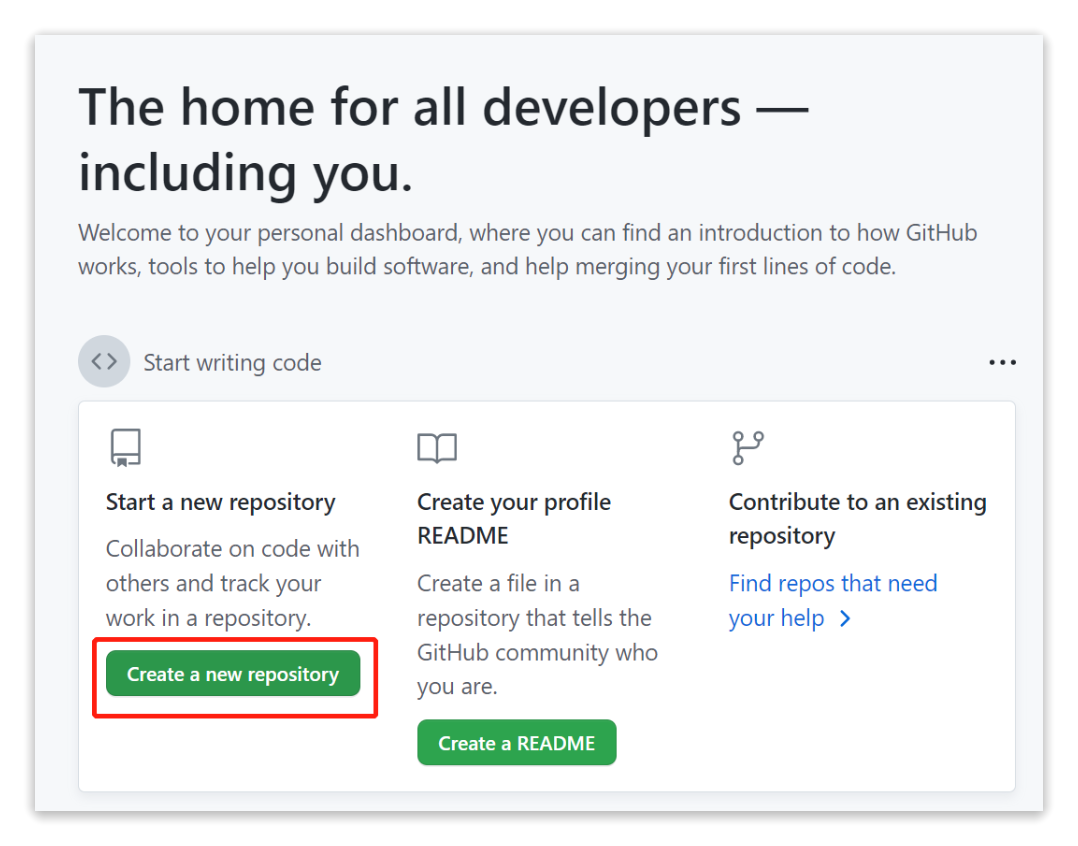 The home for all developers —
including you.
Welcome to your personal dashboard, where you can find an introduction to how GitHub
works, tools to help you build software, and help merging your first lines of code.
Start writing code
Start a new repository
Collaborate on code with
others and track your
work in a repository.
Create a new repository
Create your profile
README
Create a file in a
repository that tells the
GitHub community who
you are.
Create a README
Contribute to an existing
repository
Find repos that need
your help